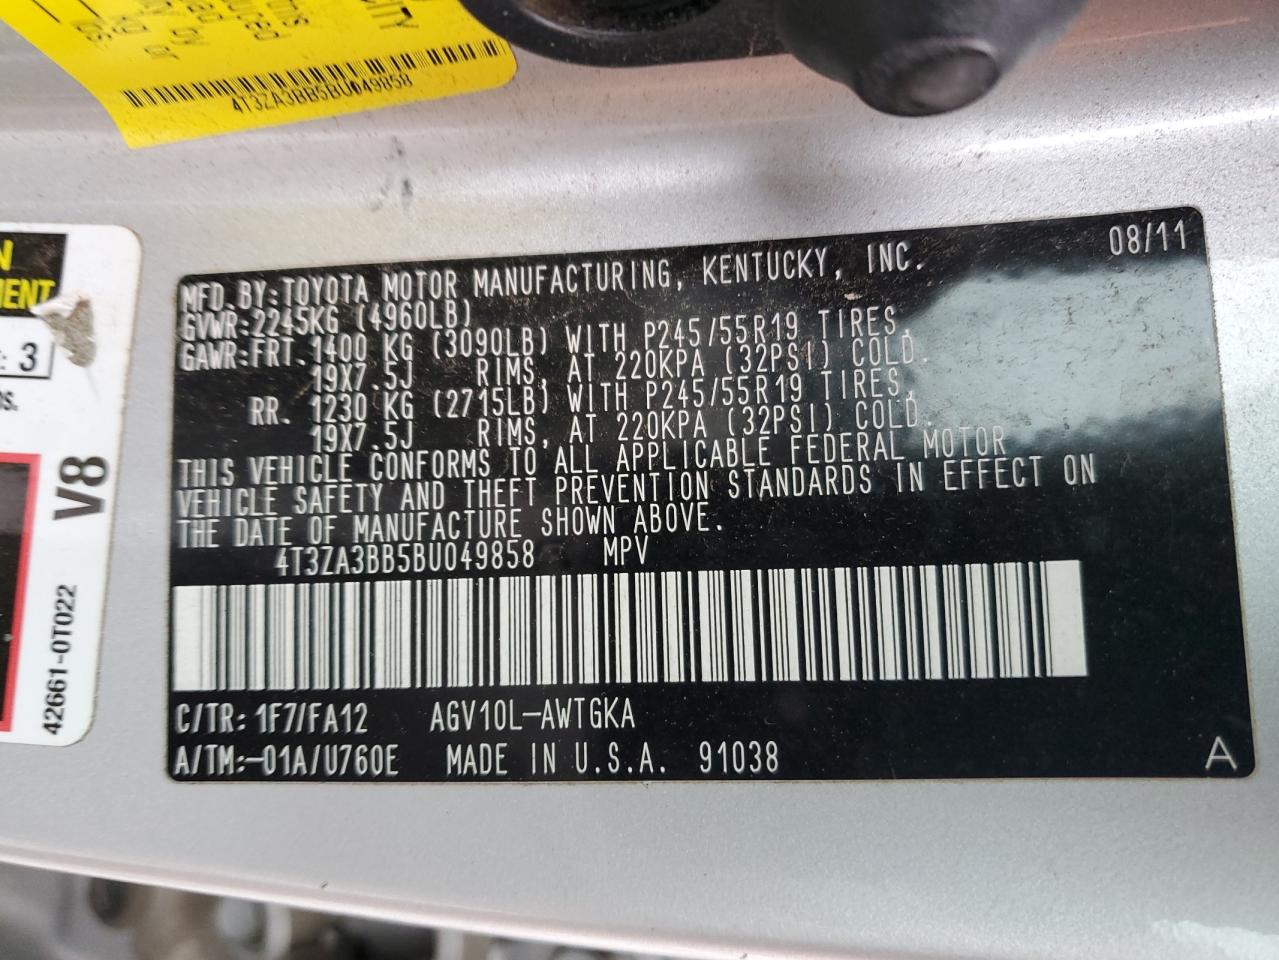 CITY
4T3ZA3BB5BU049858
N
MENT
3
V8
42661-0T022
08/11
MFD.BY:TOYOTA MOTOR MANUFACTURING, KENTUCKY, INC.
GVWR:2245KG (4960LB)
GAWR:FRT. 1400 KG (3090LB) WITH P245/55R19 TIRES,
19X7.5J RIMS, AT 220KPA (32PSI) COLD.
RR. 1230 KG (2715LB) WITH P245/55R19 TIRES,
19X7.5J RIMS, AT 220KPA (32PSI) COLD.
THIS VEHICLE CONFORMS TO ALL APPLICABLE FEDERAL MOTOR
VEHICLE SAFETY AND THEFT PREVENTION STANDARDS IN EFFECT ON
THE DATE OF MANUFACTURE SHOWN ABOVE.
4T3ZA3BB5BU049858 MPV
C/TR: 1F7/FA12 AGV10L-AWTGKA
A/TM:-01A/U760E MADE IN U.S.A. 91038
A